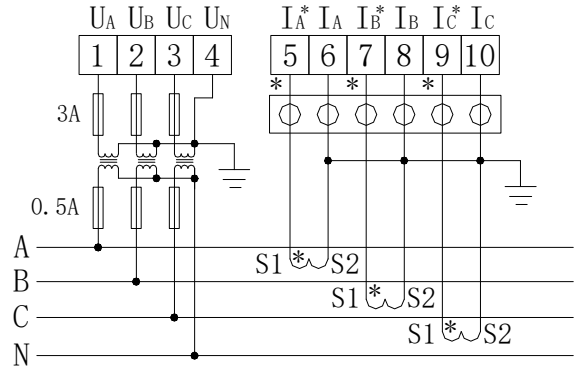 UA UB UC UN IA* IA IB* IB IC* IC
1 2 3 4 5 6 7 8 9 10
* * *
3A
0.5A
A
S1 * S2
B
S1 * S2
C
S1 * S2
N